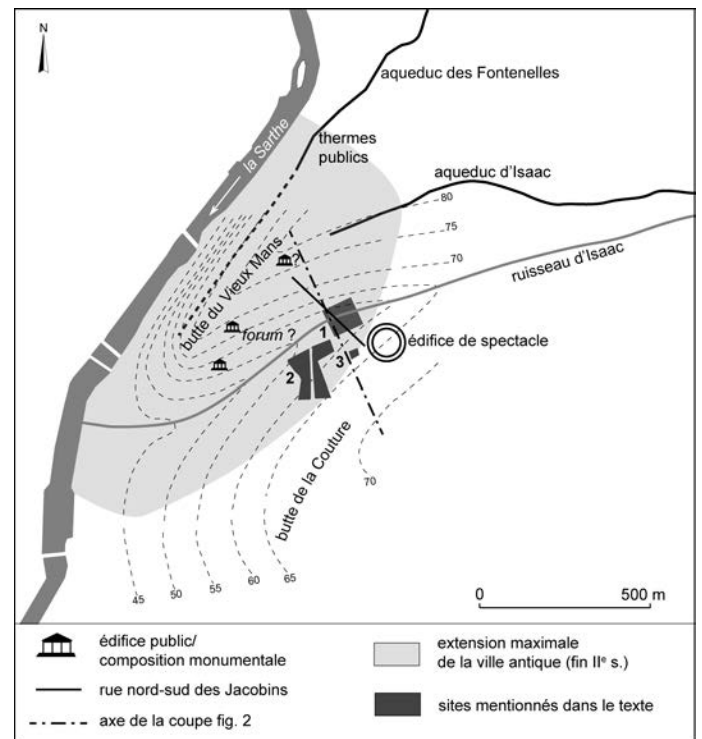 N
aqueduc des Fontenelles
la Sarthe
thermes
publics
aqueduc d'Isaac
80
75
70
ruisseau d'Isaac
butte du Vieux Mans
?
forum ?
1
édifice de spectacle
2
3
butte de la Couture
70
65
60
55
50
45
0
500 m
édifice public/
composition monumentale
rue nord-sud des Jacobins
axe de la coupe fig. 2
extension maximale
de la ville antique (fin IIe s.)
sites mentionnés dans le texte